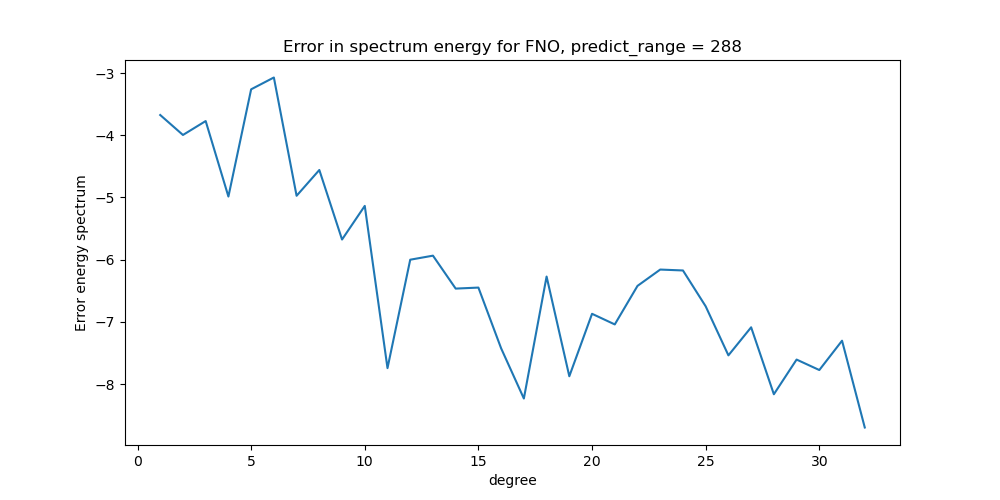 Error in spectrum energy for FNO, predict_range = 288
Error energy spectrum
−3
−4
−5
−6
−7
−8
0 5 10 15 20 25 30
degree